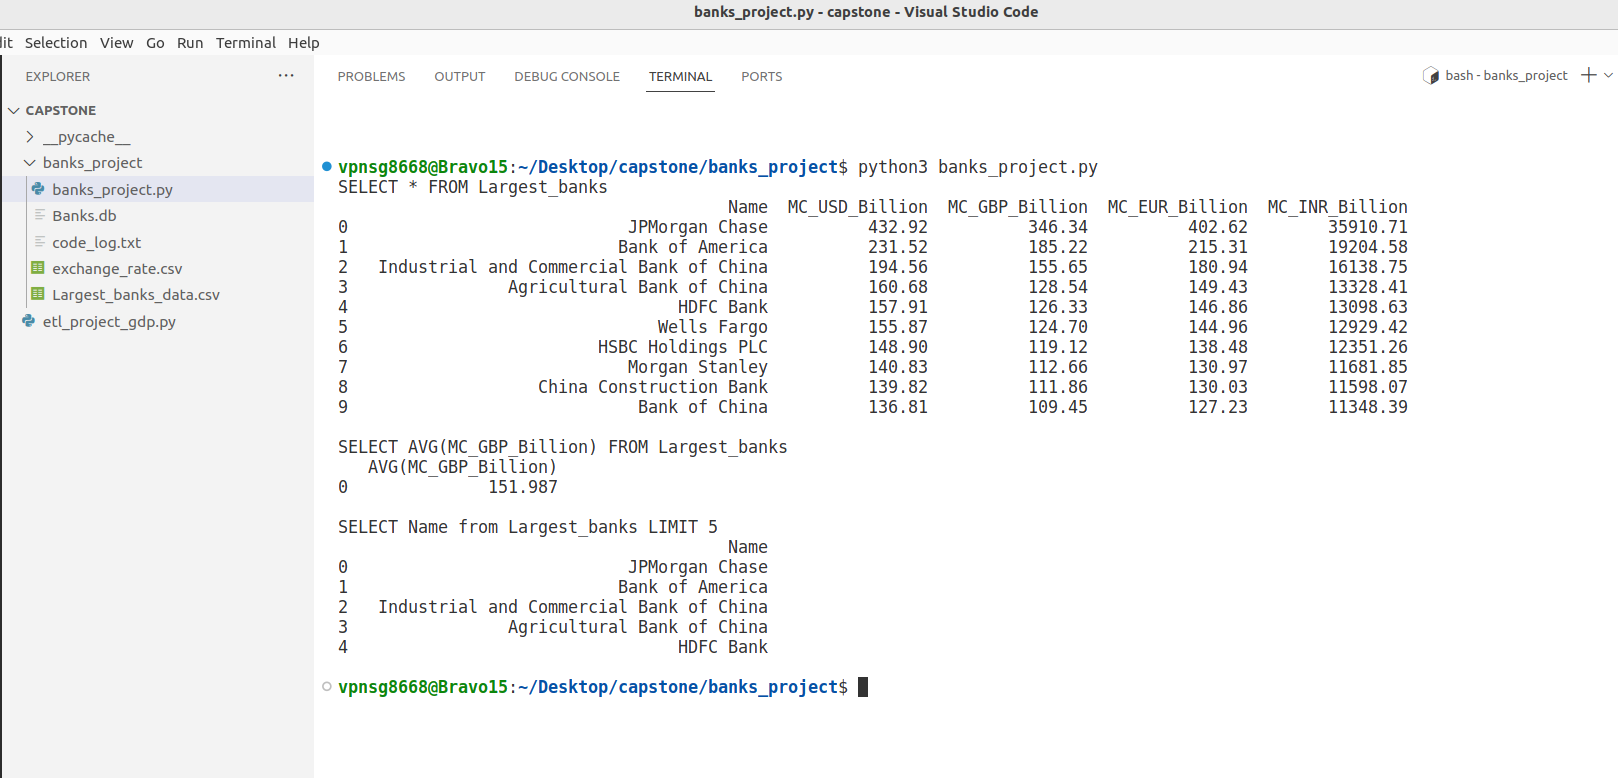 banks_project.py - capstone - Visual Studio Code
dit Selection View Go Run Terminal Help
EXPLORER ...
CAPSTONE
__pycache__
banks_project
banks_project.py
Banks.db
code_log.txt
exchange_rate.csv
Largest_banks_data.csv
etl_project_gdp.py
PROBLEMS OUTPUT DEBUG CONSOLE TERMINAL PORTS bash - banks_project
vpnsg8668@Bravo15:~/Desktop/capstone/banks_project$ python3 banks_project.py
SELECT * FROM Largest_banks
Name MC_USD_Billion MC_GBP_Billion MC_EUR_Billion MC_INR_Billion
0 JPMorgan Chase 432.92 346.34 402.62 35910.71
1 Bank of America 231.52 185.22 215.31 19204.58
2 Industrial and Commercial Bank of China 194.56 155.65 180.94 16138.75
3 Agricultural Bank of China 160.68 128.54 149.43 13328.41
4 HDFC Bank 157.91 126.33 146.86 13098.63
5 Wells Fargo 155.87 124.70 144.96 12929.42
6 HSBC Holdings PLC 148.90 119.12 138.48 12351.26
7 Morgan Stanley 140.83 112.66 130.97 11681.85
8 China Construction Bank 139.82 111.86 130.03 11598.07
9 Bank of China 136.81 109.45 127.23 11348.39
SELECT AVG(MC_GBP_Billion) FROM Largest_banks
AVG(MC_GBP_Billion)
0 151.987
SELECT Name from Largest_banks LIMIT 5
Name
0 JPMorgan Chase
1 Bank of America
2 Industrial and Commercial Bank of China
3 Agricultural Bank of China
4 HDFC Bank
vpnsg8668@Bravo15:~/Desktop/capstone/banks_project$